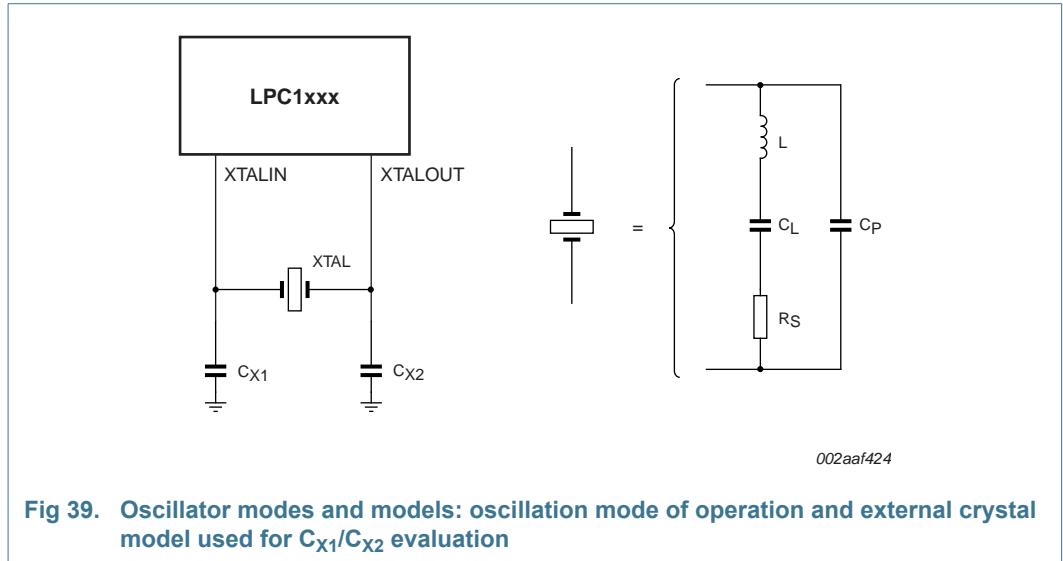 LPC1xxx
XTALIN
XTALOUT
XTAL
CX1
CX2
=
L
CL
CP
RS
002aaf424
Fig 39. Oscillator modes and models: oscillation mode of operation and external crystal
model used for CX1/CX2 evaluation